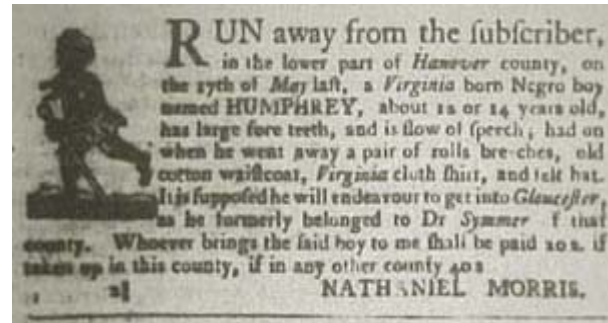 RUN away from the ſubſcriber,
in the lower part of Hanover county, on
the 17th of May laſt, a Virginia born Negro boy
named HUMPHREY, about 12 or 14 years old,
has large fore teeth, and is ſlow of ſpeech; had on
when he went away a pair of rolls breeches, old
cotton waiſtcoat, Virginia cloth ſhirt, and felt hat.
It is ſuppoſed he will endeavour to get into Glouceſter,
as he formerly belonged to Dr Symmer f that
county. Whoever brings the ſaid boy to me ſhall be paid 20 s. if
taken up in this county, if in any other county 40 s
NATHANIEL MORRIS.